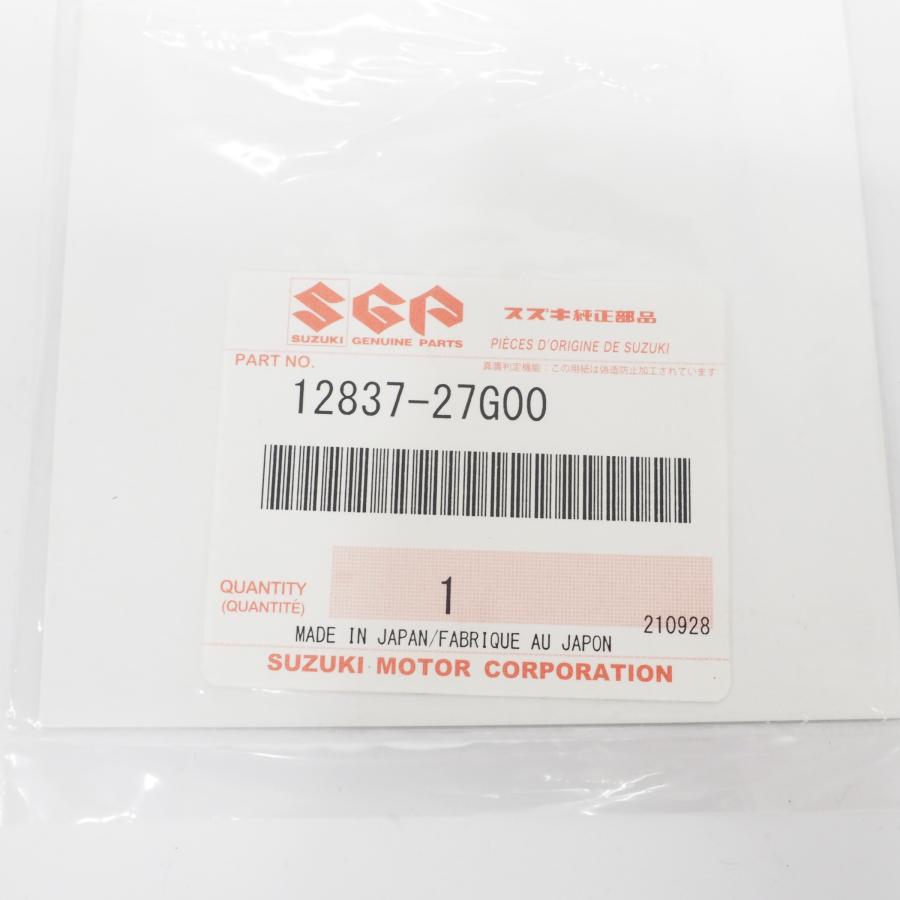 SGP
スズキ純正部品
SUZUKI GENUINE PARTS
PIÈCES D'ORIGINE DE SUZUKI
PART NO.
真贋判定機能:この用紙は偽造防止加工されています
12837-27G00
QUANTITY
(QUANTITÉ)
1
210928
MADE IN JAPAN/FABRIQUE AU JAPON
SUZUKI MOTOR CORPORATION